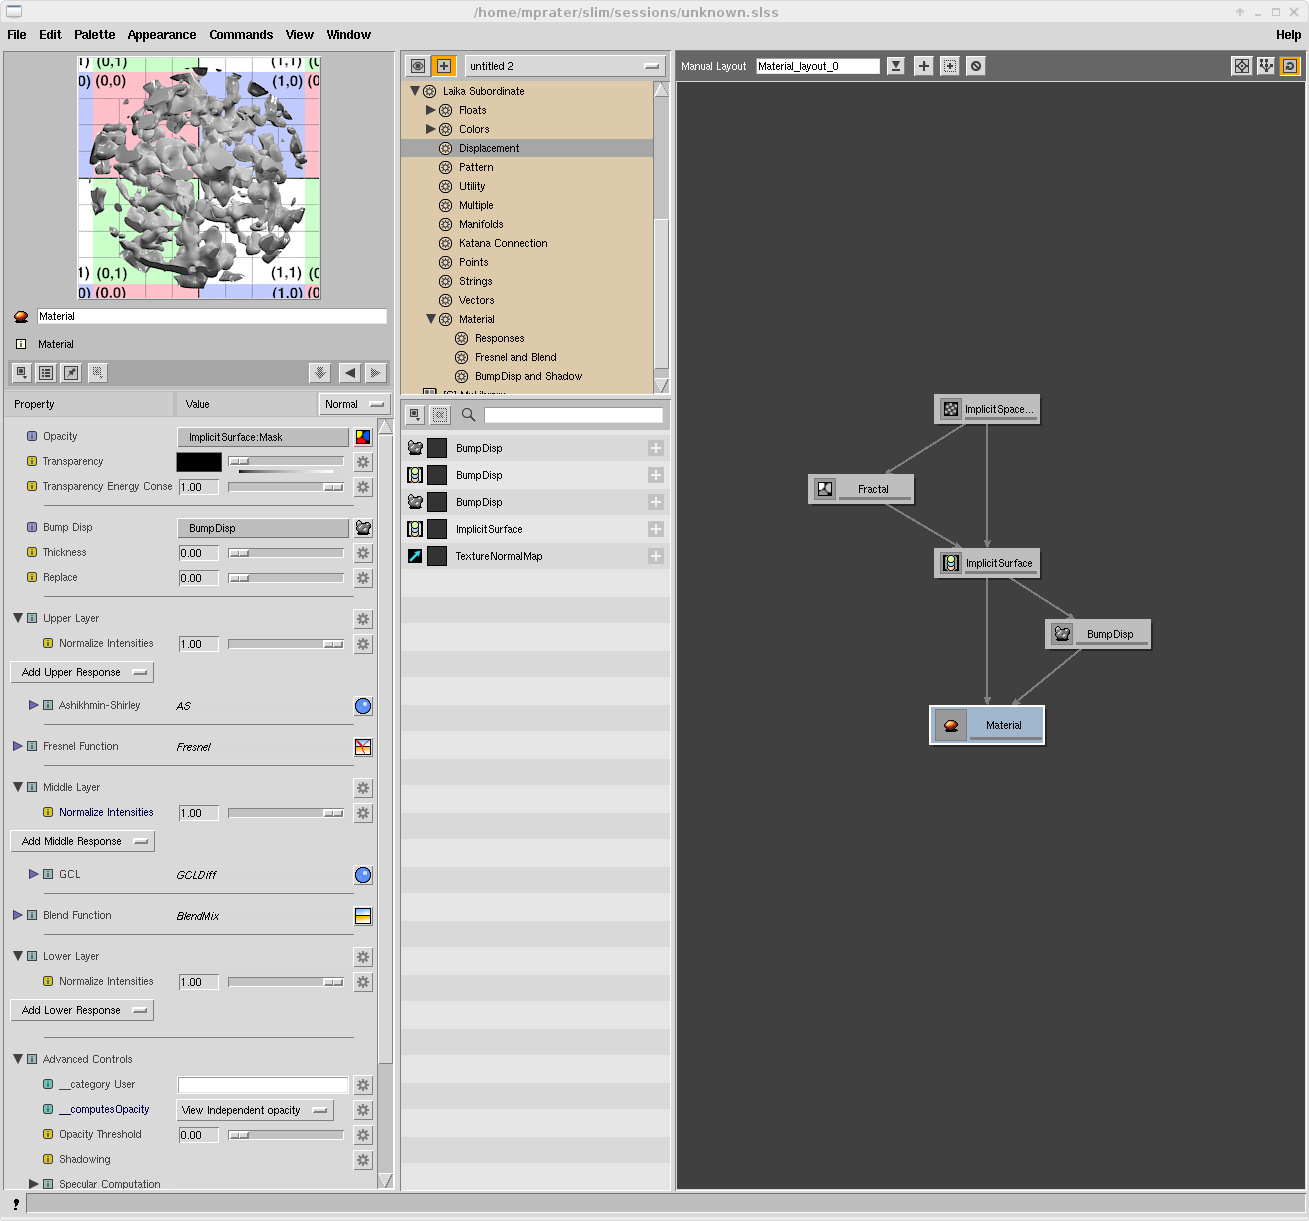 /home/mprater/slim/sessions/unknown.slss
File Edit Palette Appearance Commands View Window Help
(0,0) (1,0)
(0,1) (1,1)
(0,0) (1,0)
Material
Material
Property Value Normal
Opacity ImplicitSurface:Mask
Transparency
Transparency Energy Conse 1.00
Bump Disp BumpDisp
Thickness 0.00
Replace 0.00
Upper Layer
Normalize Intensities 1.00
Add Upper Response
Ashikhmin-Shirley AS
Fresnel Function Fresnel
Middle Layer
Normalize Intensities 1.00
Add Middle Response
GCL GCLDiff
Blend Function BlendMix
Lower Layer
Normalize Intensities 1.00
Add Lower Response
Advanced Controls
__category User
__computesOpacity View Independent opacity
Opacity Threshold 0.00
Shadowing
Specular Computation
untitled 2
Laika Subordinate
Floats
Colors
Displacement
Pattern
Utility
Multiple
Manifolds
Katana Connection
Points
Strings
Vectors
Material
Responses
Fresnel and Blend
BumpDisp and Shadow
BumpDisp
BumpDisp
BumpDisp
ImplicitSurface
TextureNormalMap
Manual Layout Material_layout_0
ImplicitSpace...
Fractal
ImplicitSurface
BumpDisp
Material